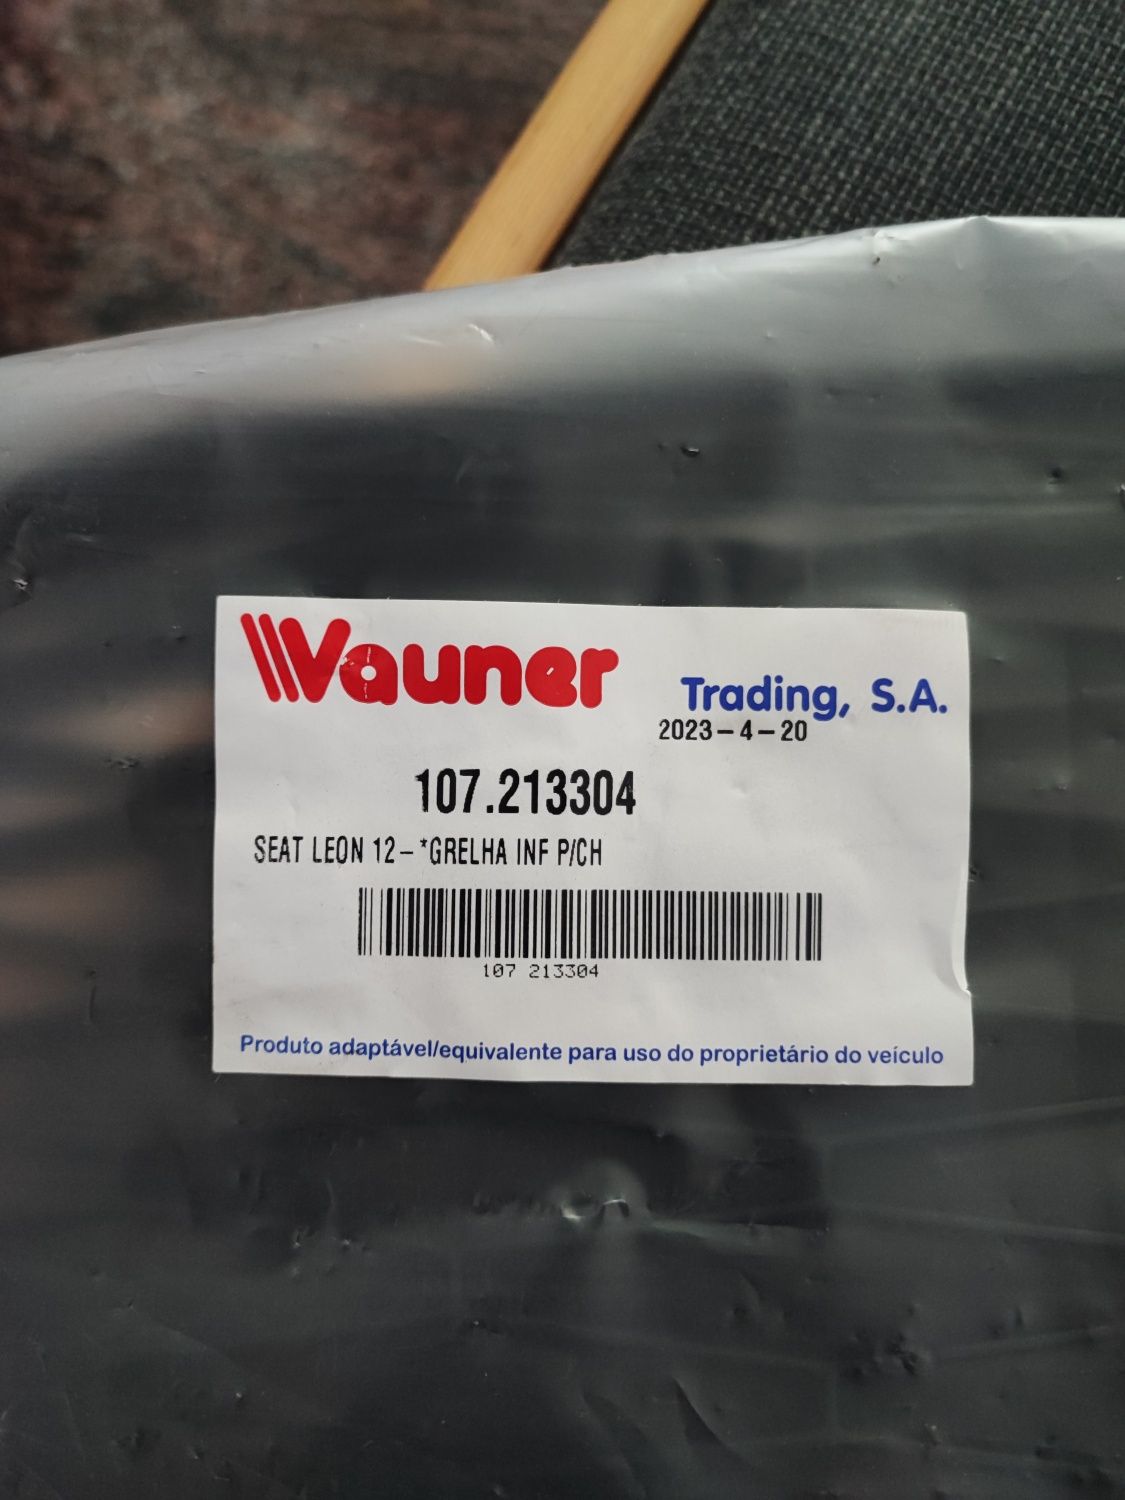 Vauner Trading, S.A.
2023-4-20
107.213304
SEAT LEON 12-*GRELHA INF P/CH
107 213304
Produto adaptável/equivalente para uso do proprietário do veículo